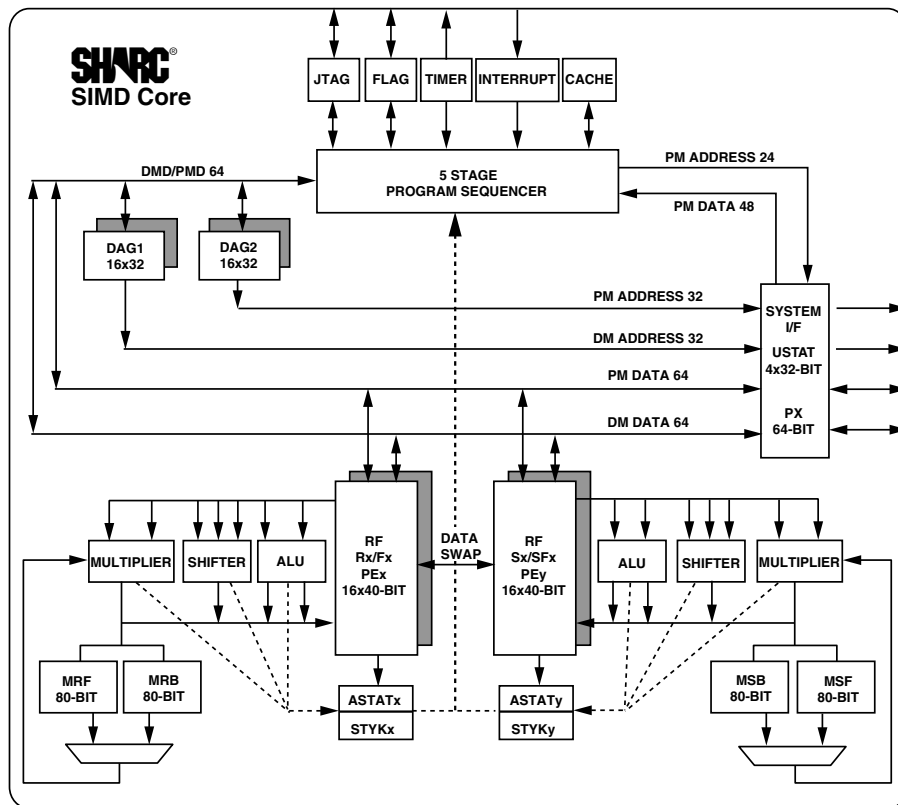 SHARC®
SIMD Core
JTAG
FLAG
TIMER
INTERRUPT
CACHE
5 STAGE
PROGRAM SEQUENCER
PM ADDRESS 24
PM DATA 48
DMD/PMD 64
DAG1
16x32
DAG2
16x32
PM ADDRESS 32
DM ADDRESS 32
PM DATA 64
DM DATA 64
SYSTEM
I/F
USTAT
4x32-BIT
PX
64-BIT
MULTIPLIER
SHIFTER
ALU
RF
Rx/Fx
PEx
16x40-BIT
DATA
SWAP
RF
Sx/SFx
PEy
16x40-BIT
ALU
SHIFTER
MULTIPLIER
MRF
80-BIT
MRB
80-BIT
ASTATx
STYKx
ASTATy
STYKy
MSB
80-BIT
MSF
80-BIT